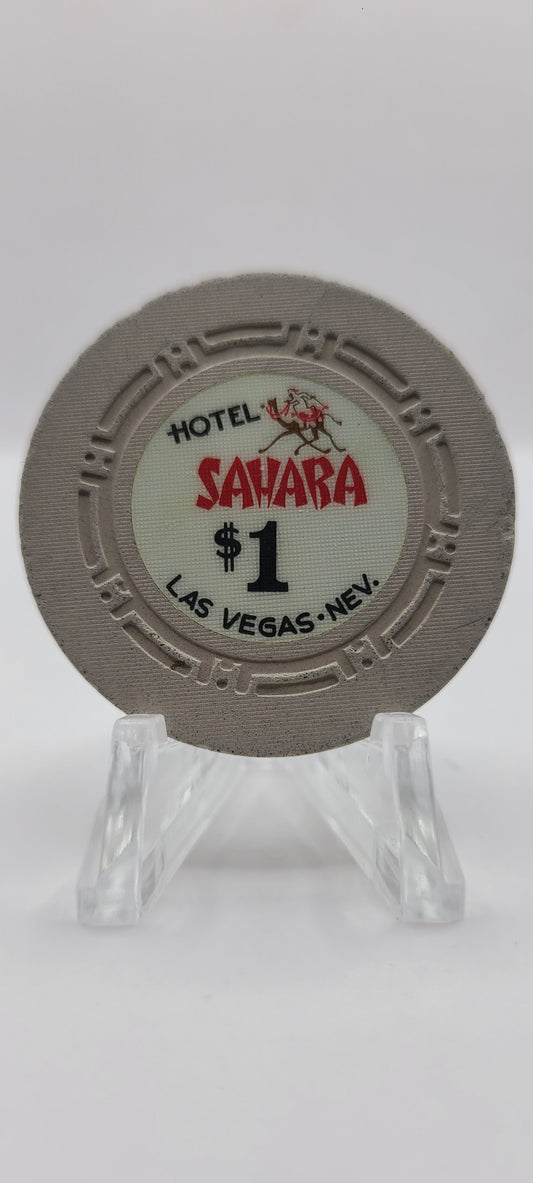 HOTEL
SAHARA
$1
LAS VEGAS • NEV.